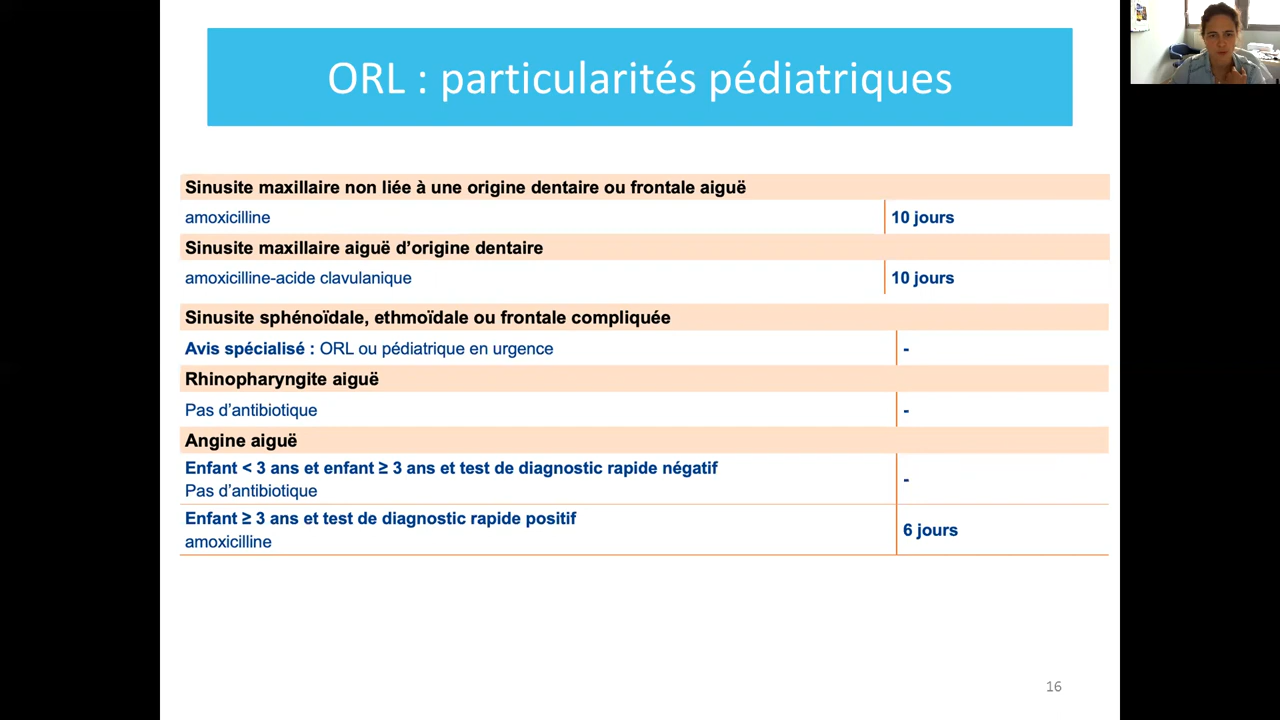 ORL : particularités pédiatriques
Sinusite maxillaire non liée à une origine dentaire ou frontale aiguë
amoxicilline 10 jours
Sinusite maxillaire aiguë d’origine dentaire
amoxicilline-acide clavulanique 10 jours
Sinusite sphénoïdale, ethmoïdale ou frontale compliquée
Avis spécialisé : ORL ou pédiatrique en urgence -
Rhinopharyngite aiguë
Pas d’antibiotique -
Angine aiguë
Enfant < 3 ans et enfant ≥ 3 ans et test de diagnostic rapide négatif
Pas d’antibiotique -
Enfant ≥ 3 ans et test de diagnostic rapide positif
amoxicilline 6 jours
16